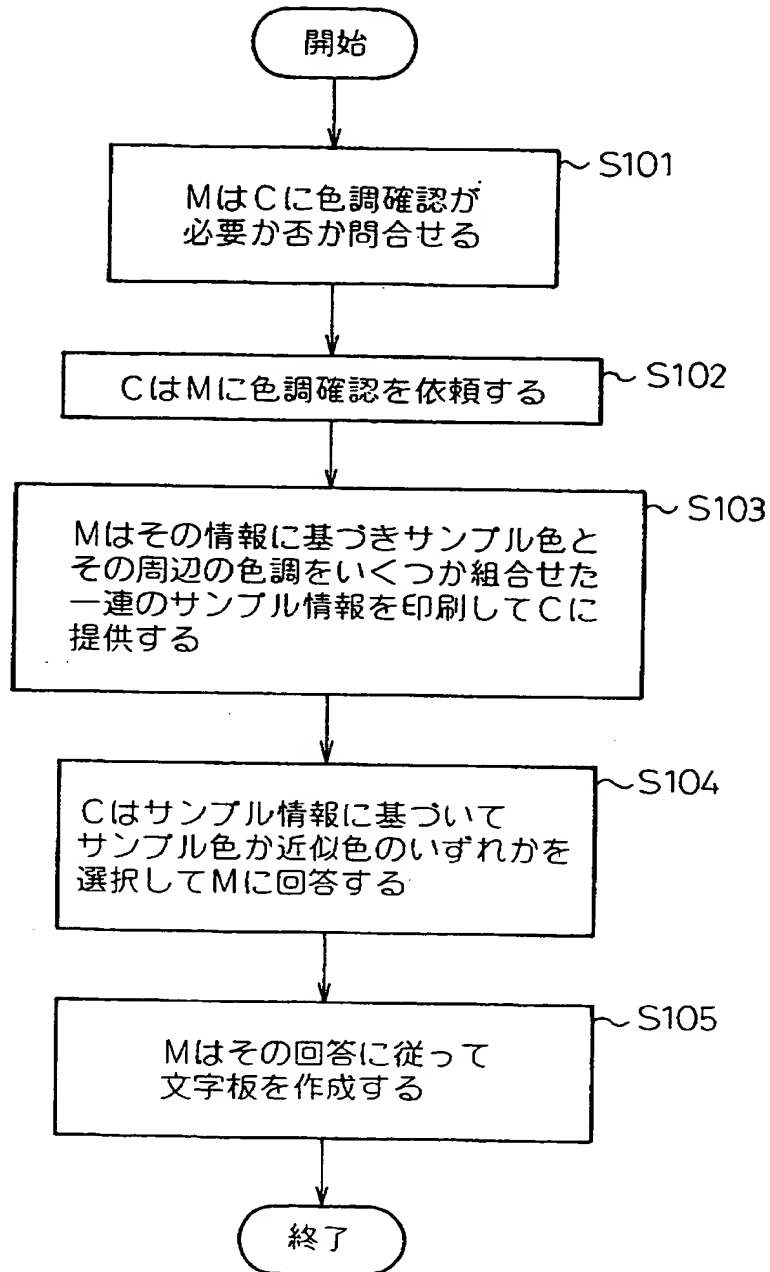 開始
S101
MはCに色調確認が
必要か否か問合せる
S102
CはMに色調確認を依頼する
S103
Mはその情報に基づきサンプル色と
その周辺の色調をいくつか組合せた
一連のサンプル情報を印刷してCに
提供する
S104
Cはサンプル情報に基づいて
サンプル色か近似色のいずれかを
選択してMに回答する
S105
Mはその回答に従って
文字板を作成する
終了